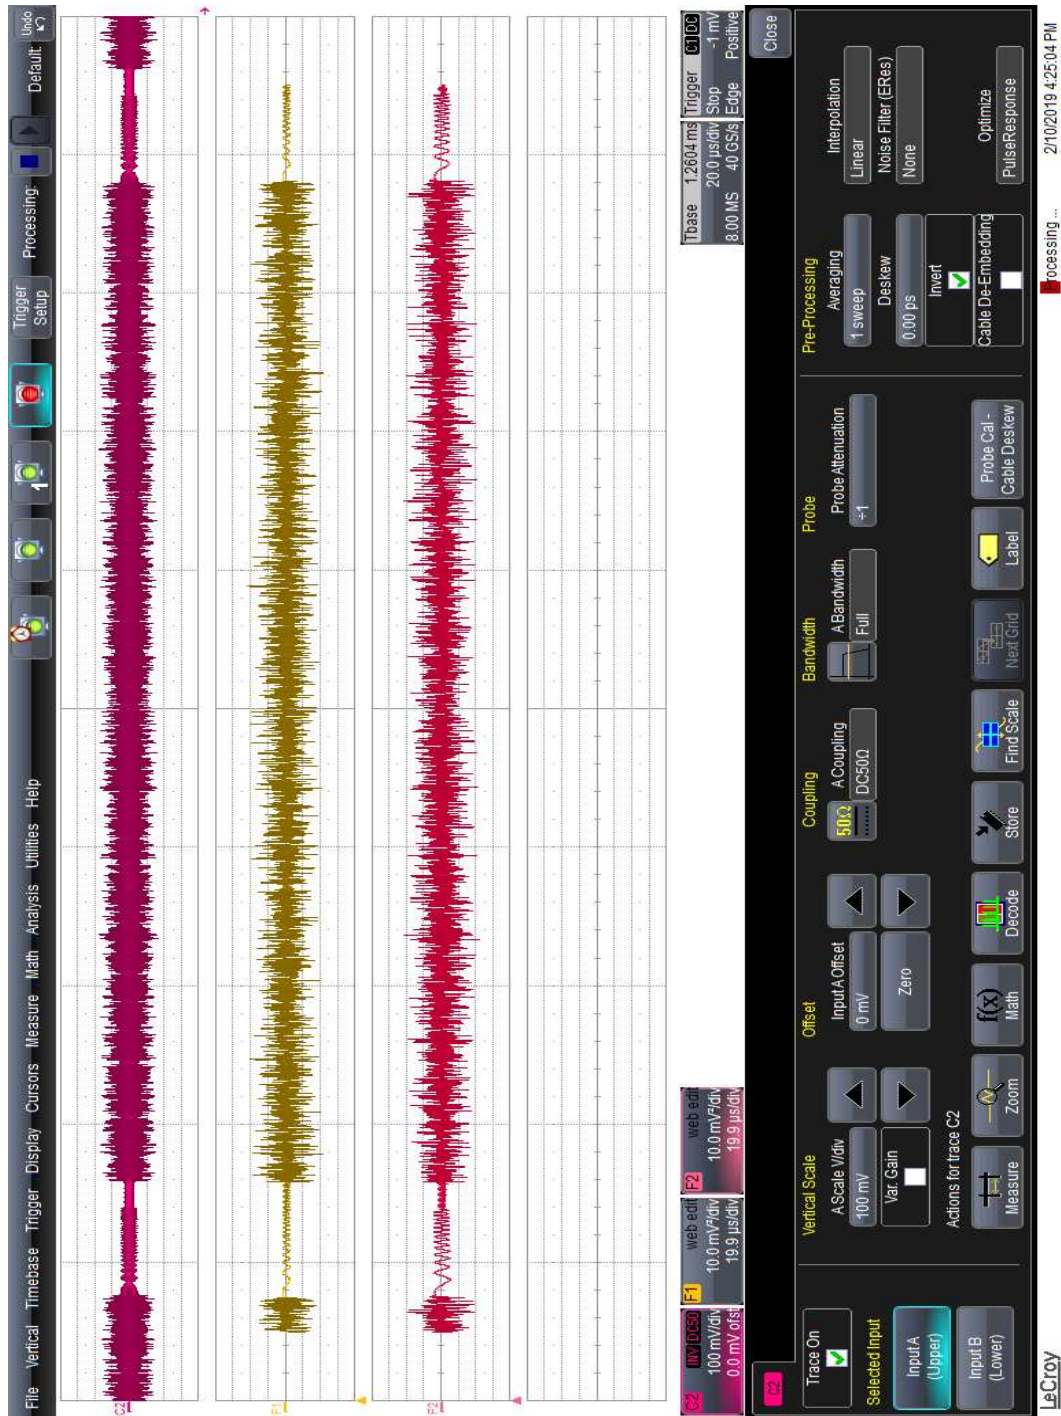 File Vertical Timebase Trigger Display Cursors Measure Math Analysis Utilities Help
Trigger
Setup
Processing:
Default:
Undo
1
C2
F1
F2
C2 INV DC50
100 mV/div
0.0 mV ofst
F1 web edit
10.0 mV²/div
19.9 µs/div
F2 web edit
10.0 mV²/div
19.9 µs/div
Tbase 1.2604 ms
20.0 µs/div
8.00 MS 40 GS/s
Trigger C1 DC
Stop -1 mV
Edge Positive
C2
Close
Trace On
Selected Input
Input A
(Upper)
Input B
(Lower)
Vertical Scale
A Scale V/div
100 mV
Var. Gain
Offset
Input A Offset
0 mV
Zero
Coupling
A Coupling
50Ω
DC50Ω
Bandwidth
A Bandwidth
Full
Probe
Probe Attenuation
÷1
Pre-Processing
Averaging
1 sweep
Deskew
0.00 ps
Invert
Cable De-Embedding
Interpolation
Linear
Noise Filter (ERes)
None
Optimize
PulseResponse
Actions for trace C2
Measure
Zoom
f(x)
Math
Decode
Store
Find Scale
Next Grid
Label
Probe Cal -
Cable Deskew
LeCroy
Processing ...
2/10/2019 4:25:04 PM